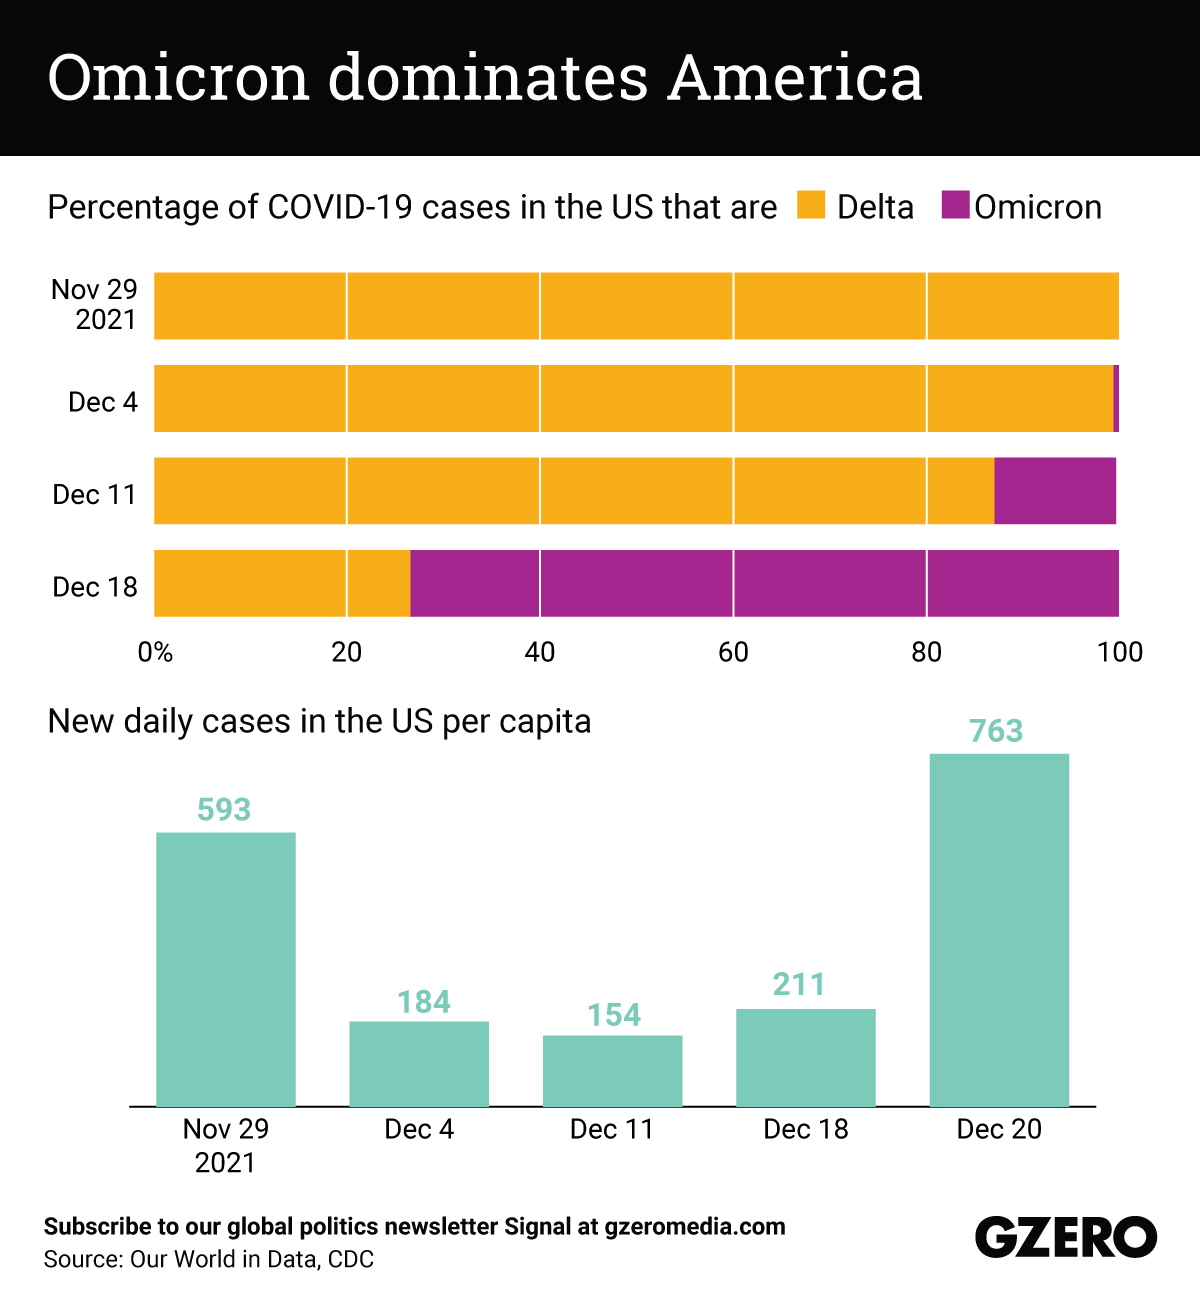 Omicron dominates America
Percentage of COVID-19 cases in the US that are Delta Omicron
Nov 29
2021
Dec 4
Dec 11
Dec 18
0% 20 40 60 80 100
New daily cases in the US per capita
593 184 154 211 763
Nov 29 Dec 4 Dec 11 Dec 18 Dec 20
2021
Subscribe to our global politics newsletter Signal at gzeromedia.com
Source: Our World in Data, CDC
GZERO